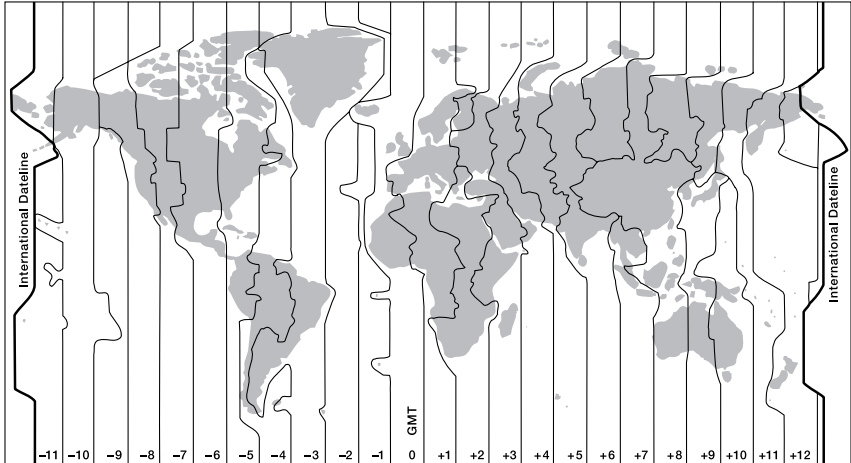 International Dateline
International Dateline
GMT
−11 −10 −9 −8 −7 −6 −5 −4 −3 −2 −1 0 +1 +2 +3 +4 +5 +6 +7 +8 +9 +10 +11 +12